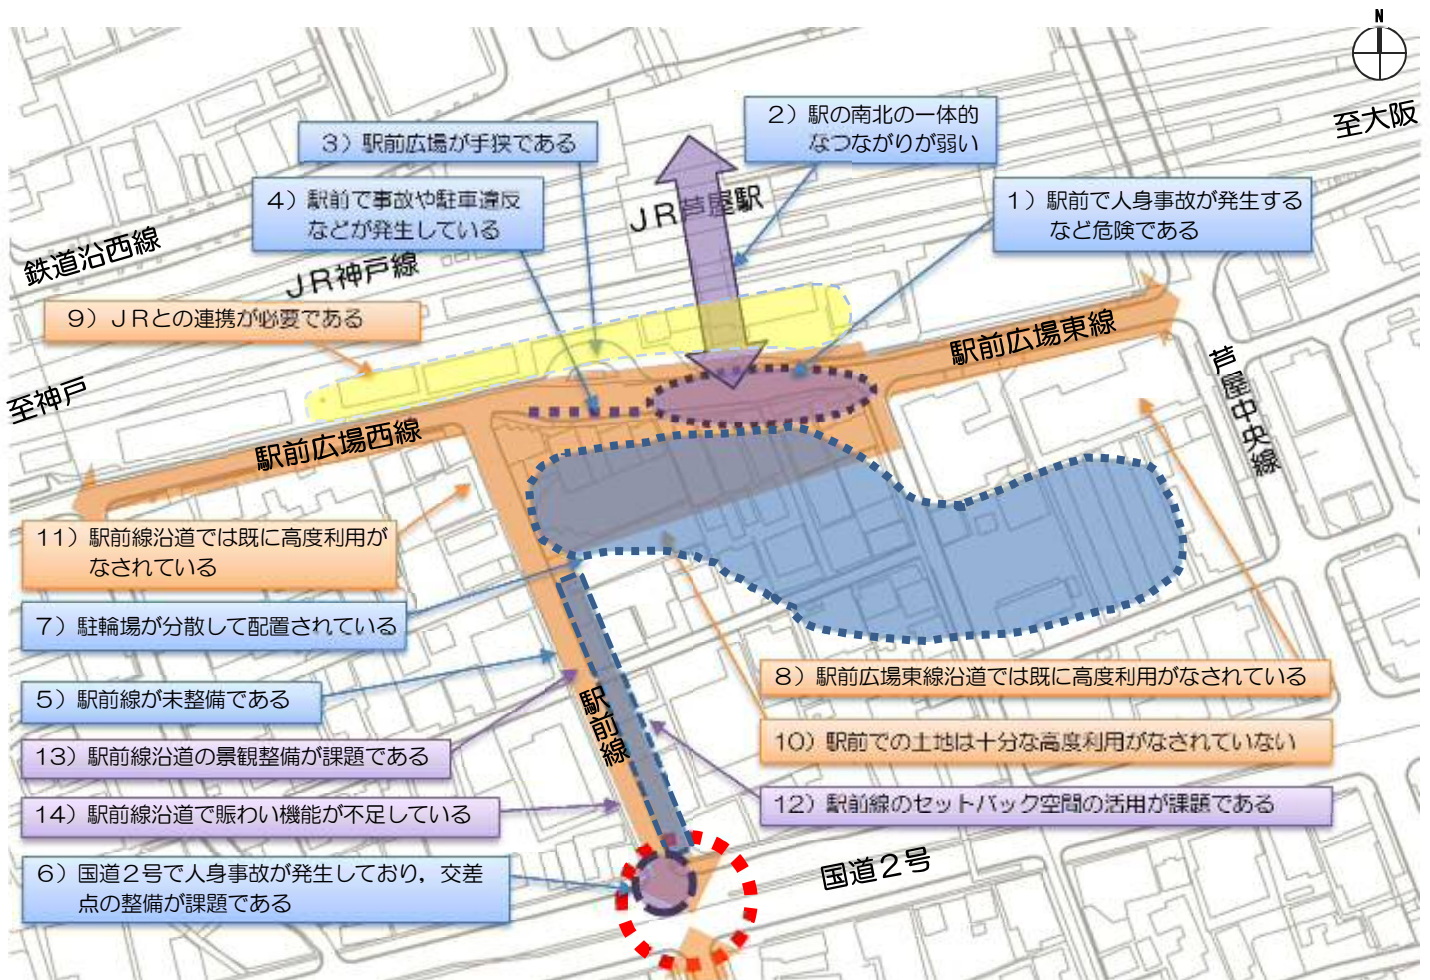 N
至大阪
2）駅の南北の一体的
なつながりが弱い
3）駅前広場が手狭である
4）駅前で事故や駐車違反
などが発生している
1）駅前で人身事故が発生する
など危険である
ＪＲ芦屋駅
鉄道沿西線
ＪＲ神戸線
9）ＪＲとの連携が必要である
駅前広場東線
至神戸
芦屋中央線
駅前広場西線
11）駅前線沿道では既に高度利用が
なされている
7）駐輪場が分散して配置されている
8）駅前広場東線沿道では既に高度利用がなされている
5）駅前線が未整備である
駅前線
10）駅前での土地は十分な高度利用がなされていない
13）駅前線沿道の景観整備が課題である
12）駅前線のセットバック空間の活用が課題である
14）駅前線沿道で賑わい機能が不足している
6）国道２号で人身事故が発生しており，交差
点の整備が課題である
国道２号